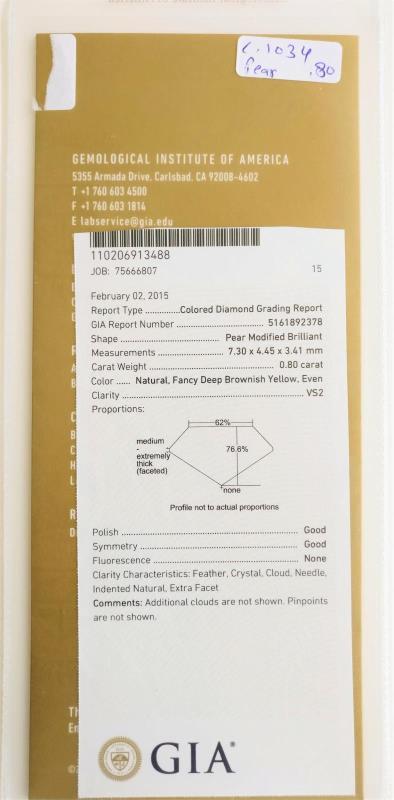 c.1034
Pear .80
GEMOLOGICAL INSTITUTE OF AMERICA
5355 Armada Drive, Carlsbad, CA 92008-4602
T +1 760 603 4500
F +1 760 603 1814
E labservice@gia.edu
110206913488
JOB: 75666807 15
February 02, 2015
Report Type ..............Colored Diamond Grading Report
GIA Report Number ........................ 5161892378
Shape ................................ Pear Modified Brilliant
Measurements .................. 7.30 x 4.45 x 3.41 mm
Carat Weight .................................. 0.80 carat
Color ...... Natural, Fancy Deep Brownish Yellow, Even
Clarity ...................................................... VS2
Proportions:
62%
medium
-
extremely
thick
(faceted)
76.6%
none
Profile not to actual proportions
Polish ...................................................... Good
Symmetry ................................................ Good
Fluorescence ............................................ None
Clarity Characteristics: Feather, Crystal, Cloud, Needle,
Indented Natural, Extra Facet
Comments: Additional clouds are not shown. Pinpoints
are not shown.
GIA®